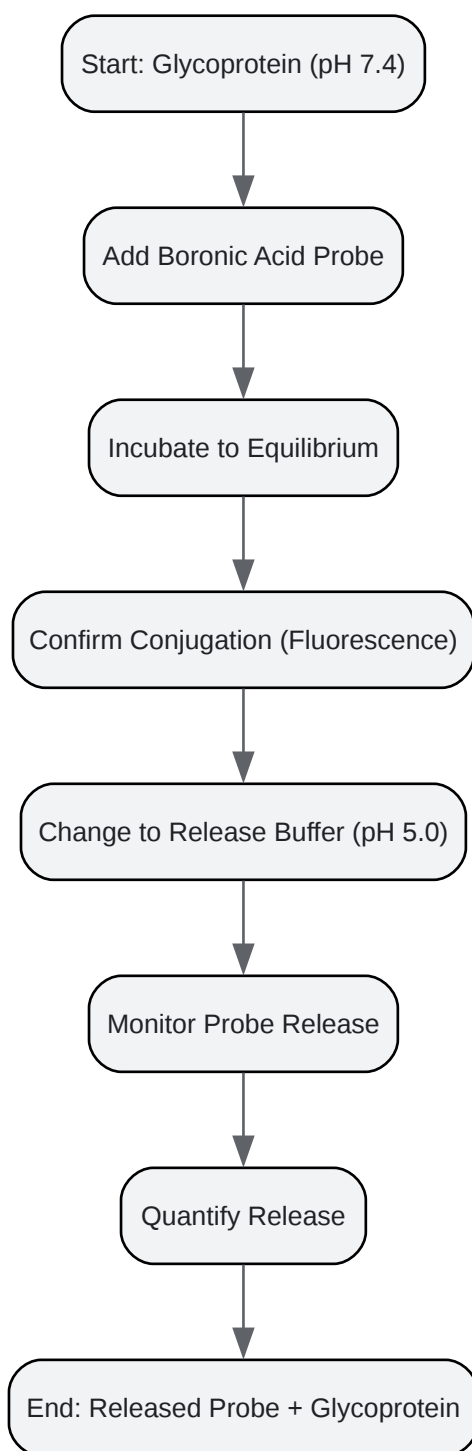 Start: Glycoprotein (pH 7.4)
Add Boronic Acid Probe
Incubate to Equilibrium
Confirm Conjugation (Fluorescence)
Change to Release Buffer (pH 5.0)
Monitor Probe Release
Quantify Release
End: Released Probe + Glycoprotein